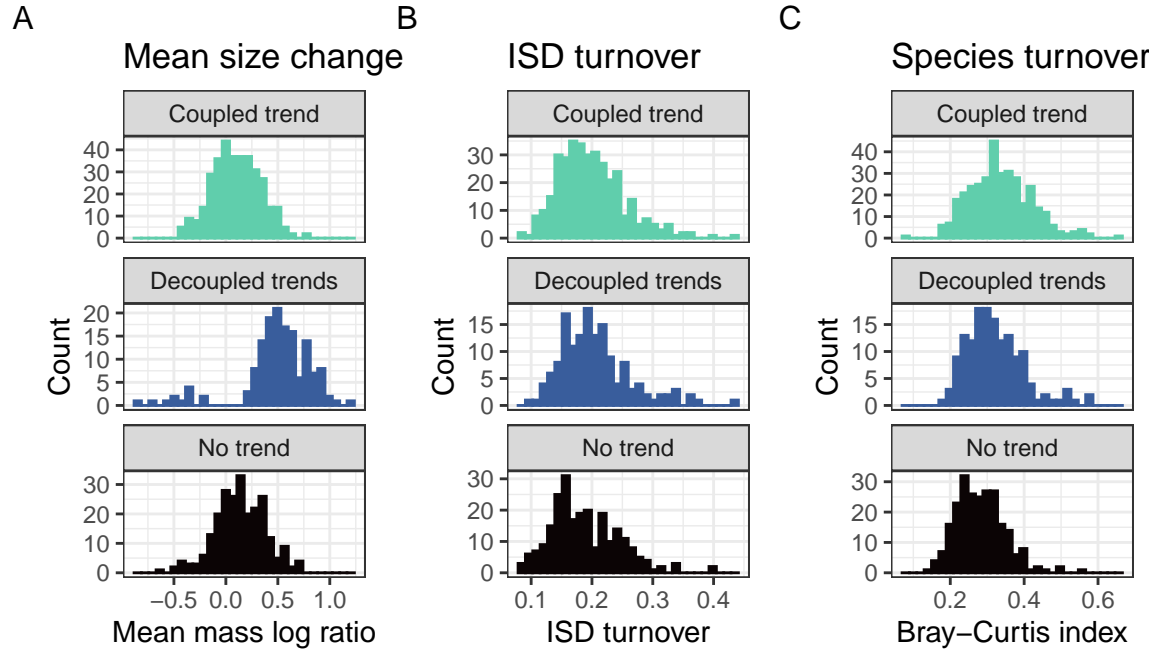 A
Mean size change
Coupled trend
40
30
20
10
0
Decoupled trends
20
15
10
5
0
No trend
30
20
10
0
−0.5 0.0 0.5 1.0
Mean mass log ratio
Count
B
ISD turnover
Coupled trend
30
20
10
0
Decoupled trends
15
10
5
0
No trend
30
20
10
0
0.1 0.2 0.3 0.4
ISD turnover
Count
C
Species turnover
Coupled trend
40
30
20
10
0
Decoupled trends
15
10
5
0
No trend
30
20
10
0
0.2 0.4 0.6
Bray−Curtis index
Count